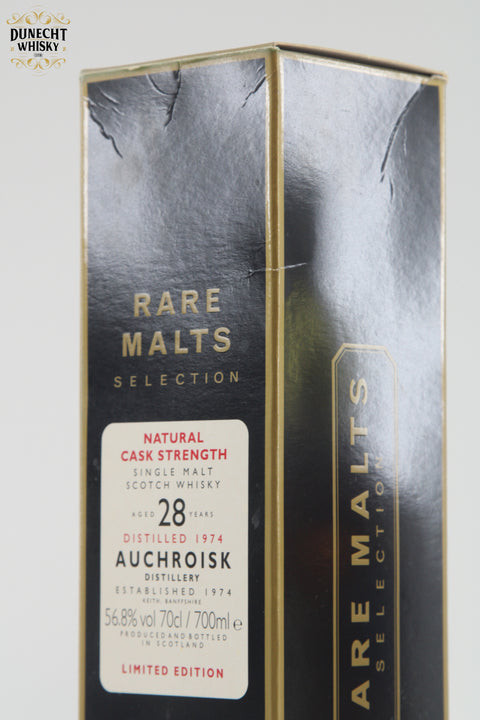 DUNECHT
WHISKY
RARE
MALTS
SELECTION
NATURAL
CASK STRENGTH
SINGLE MALT
SCOTCH WHISKY
AGED 28 YEARS
DISTILLED 1974
AUCHROISK
DISTILLERY
ESTABLISHED 1974
KEITH, BANFFSHIRE
56.8% vol 70cl / 700ml e
PRODUCED AND BOTTLED
IN SCOTLAND
LIMITED EDITION
ARE MALTS
SELECTION